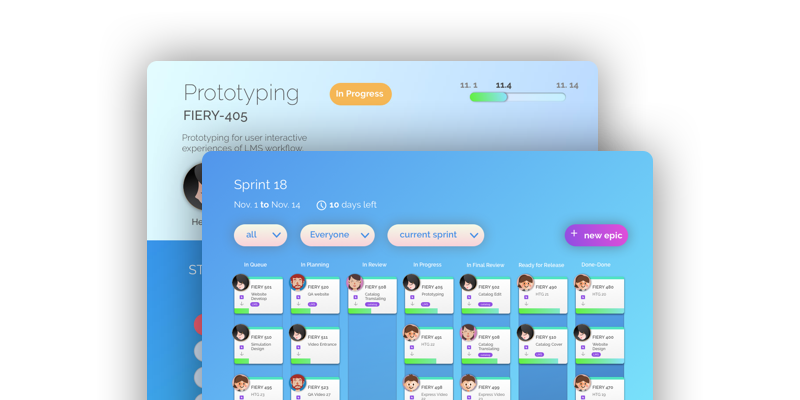 Prototyping
In Progress
11. 1
11.4
11. 14
FIERY-405
Prototyping for user interactive
experiences of LMS workflow.
He
ST
Sprint 18
Nov. 1 to Nov. 14
10 days left
all
Everyone
current sprint
+ new epic
In Queue
In Planning
In Review
In Progress
In Final Review
Ready for Release
Done-Done
FIERY 501
Website
Develop
FIERY 520
QA website
FIERY 508
Catalog
Translating
FIERY 405
Prototyping
FIERY 502
Catalog Edit
FIERY 490
HTG 21
FIERY 480
HTG 20
FIERY 510
Simulation
Design
FIERY 511
Video Entrance
FIERY 491
HTG 22
FIERY 508
Catalog
Translating
FIERY 500
Catalog Cover
FIERY 400
Website
Design
FIERY 495
HTG 23
FIERY 523
QA Video 27
FIERY 498
Express Video
FIERY 499
Express Video
FIERY 470
HTG 19